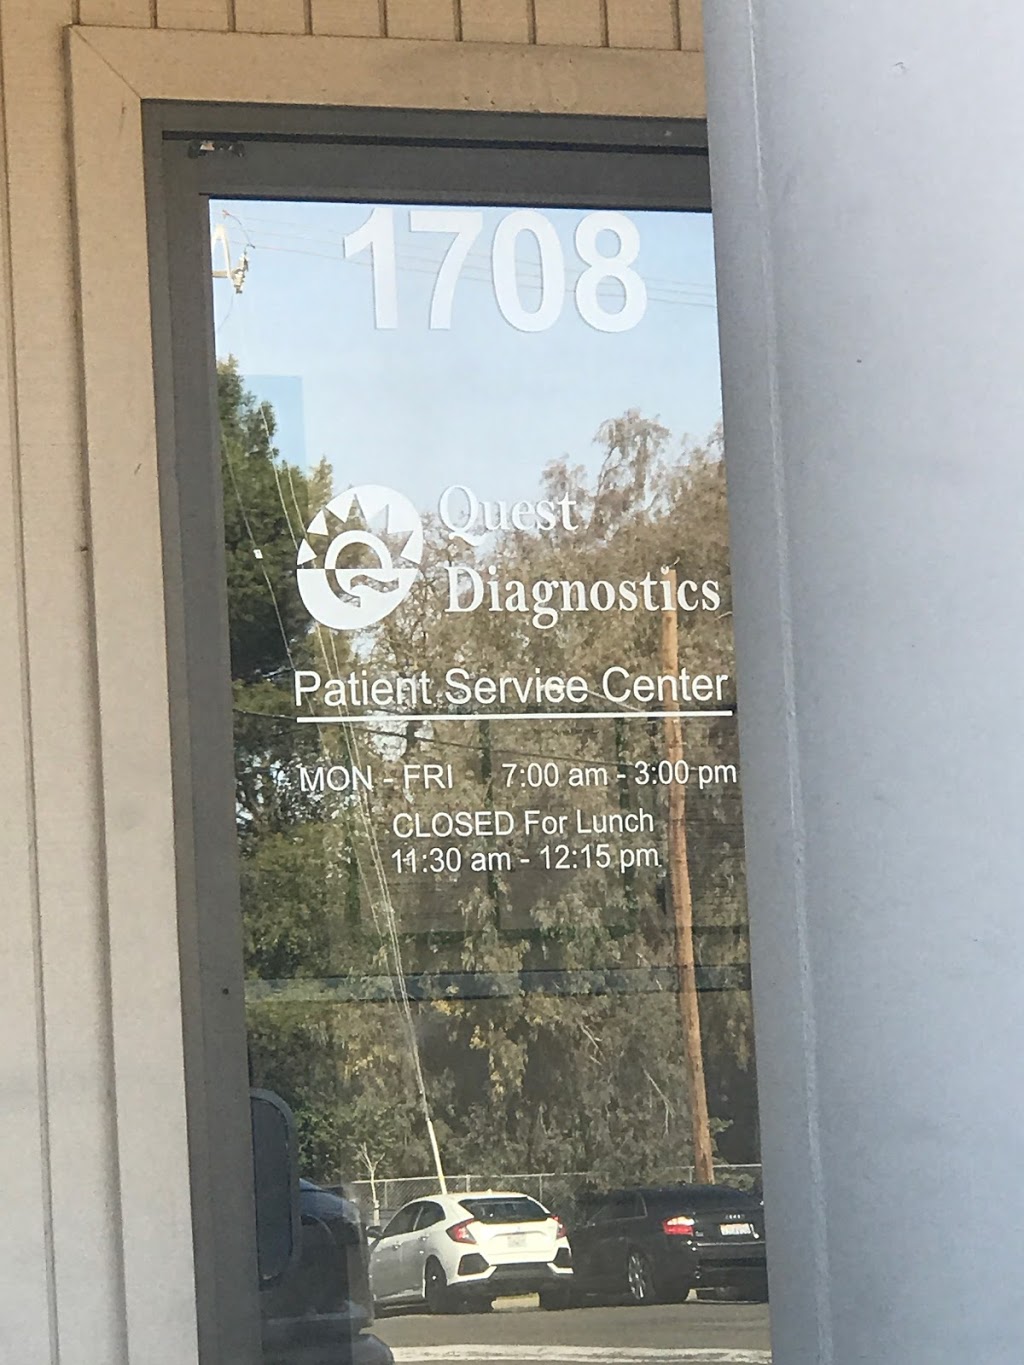 1708
Quest
Diagnostics
Patient Service Center
MON - FRI 7:00 am - 3:00 pm
CLOSED For Lunch
11:30 am - 12:15 pm